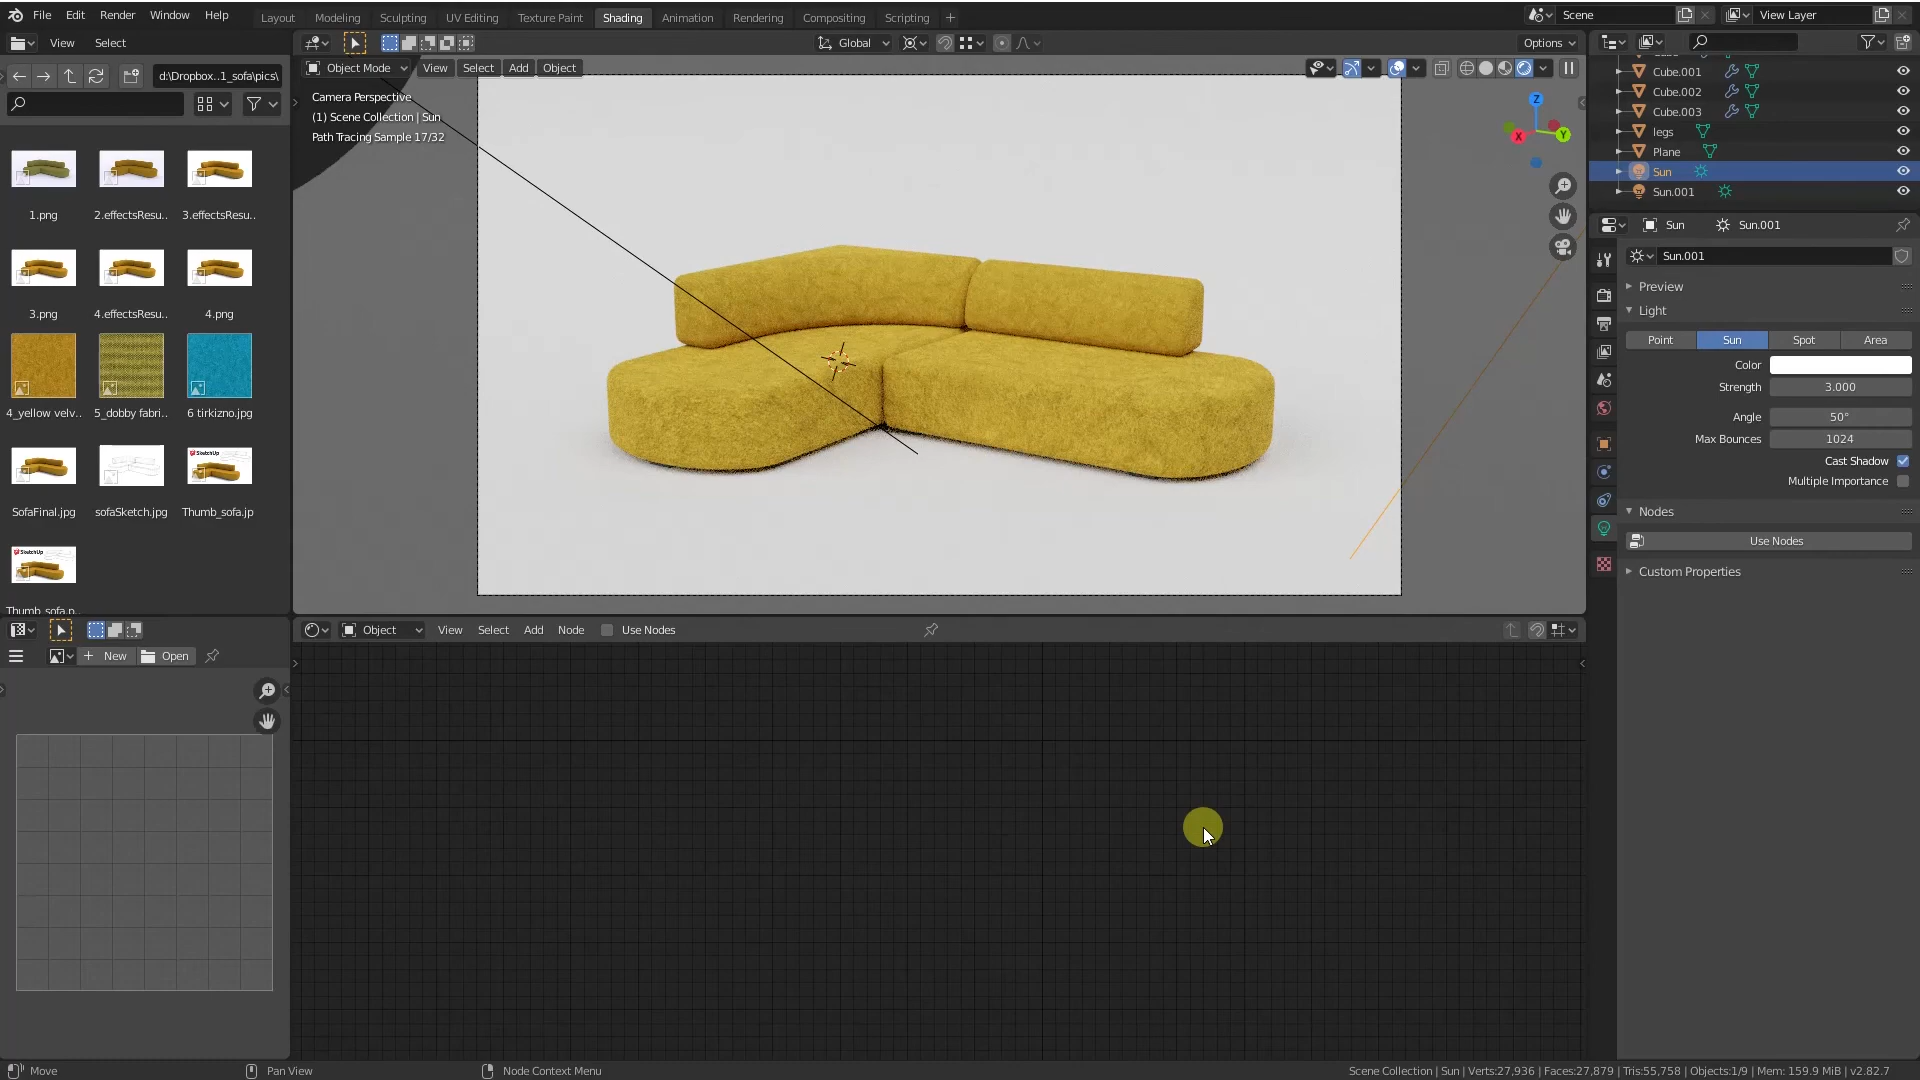 File Edit Render Window Help Layout Modeling Sculpting UV Editing Texture Paint Shading Animation Rendering Compositing Scripting + Scene View Layer
View Select Global Options
d:\Dropbox..1_sofa\pics\
Object Mode View Select Add Object
Camera Perspective
(1) Scene Collection | Sun
Path Tracing Sample 17/32
Z
X
Y
1.png 2.effectsResu.. 3.effectsResu..
3.png 4.effectsResu.. 4.png
4_yellow velv.. 5_dobby fabri.. 6 tirkizno.jpg
SketchUp
SofaFinal.jpg sofaSketch.jpg Thumb_sofa.jp
SketchUp
Thumb_sofa.p..
Cube.001
Cube.002
Cube.003
legs
Plane
Sun
Sun.001
Sun Sun.001
Sun.001
Preview
Light
Point Sun Spot Area
Color
Strength 3.000
Angle 50°
Max Bounces 1024
Cast Shadow
Multiple Importance
Nodes
Use Nodes
Custom Properties
Object View Select Add Node Use Nodes
New Open
Move Pan View Node Context Menu Scene Collection | Sun | Verts:27,936 | Faces:27,879 | Tris:55,758 | Objects:1/9 | Mem: 159.9 MiB | v2.82.7